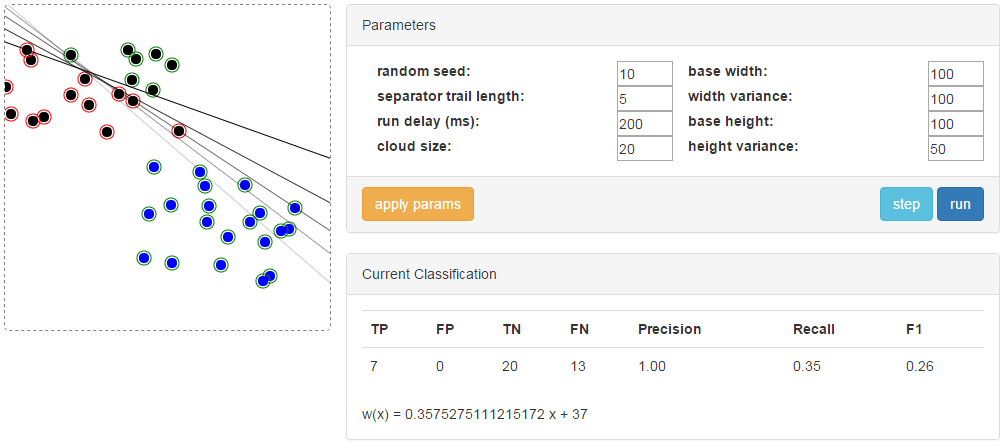 Parameters
random seed: 10 base width: 100
separator trail length: 5 width variance: 100
run delay (ms): 200 base height: 100
cloud size: 20 height variance: 50
apply params step run
Current Classification
TP FP TN FN Precision Recall F1
7 0 20 13 1.00 0.35 0.26
w(x) = 0.3575275111215172 x + 37